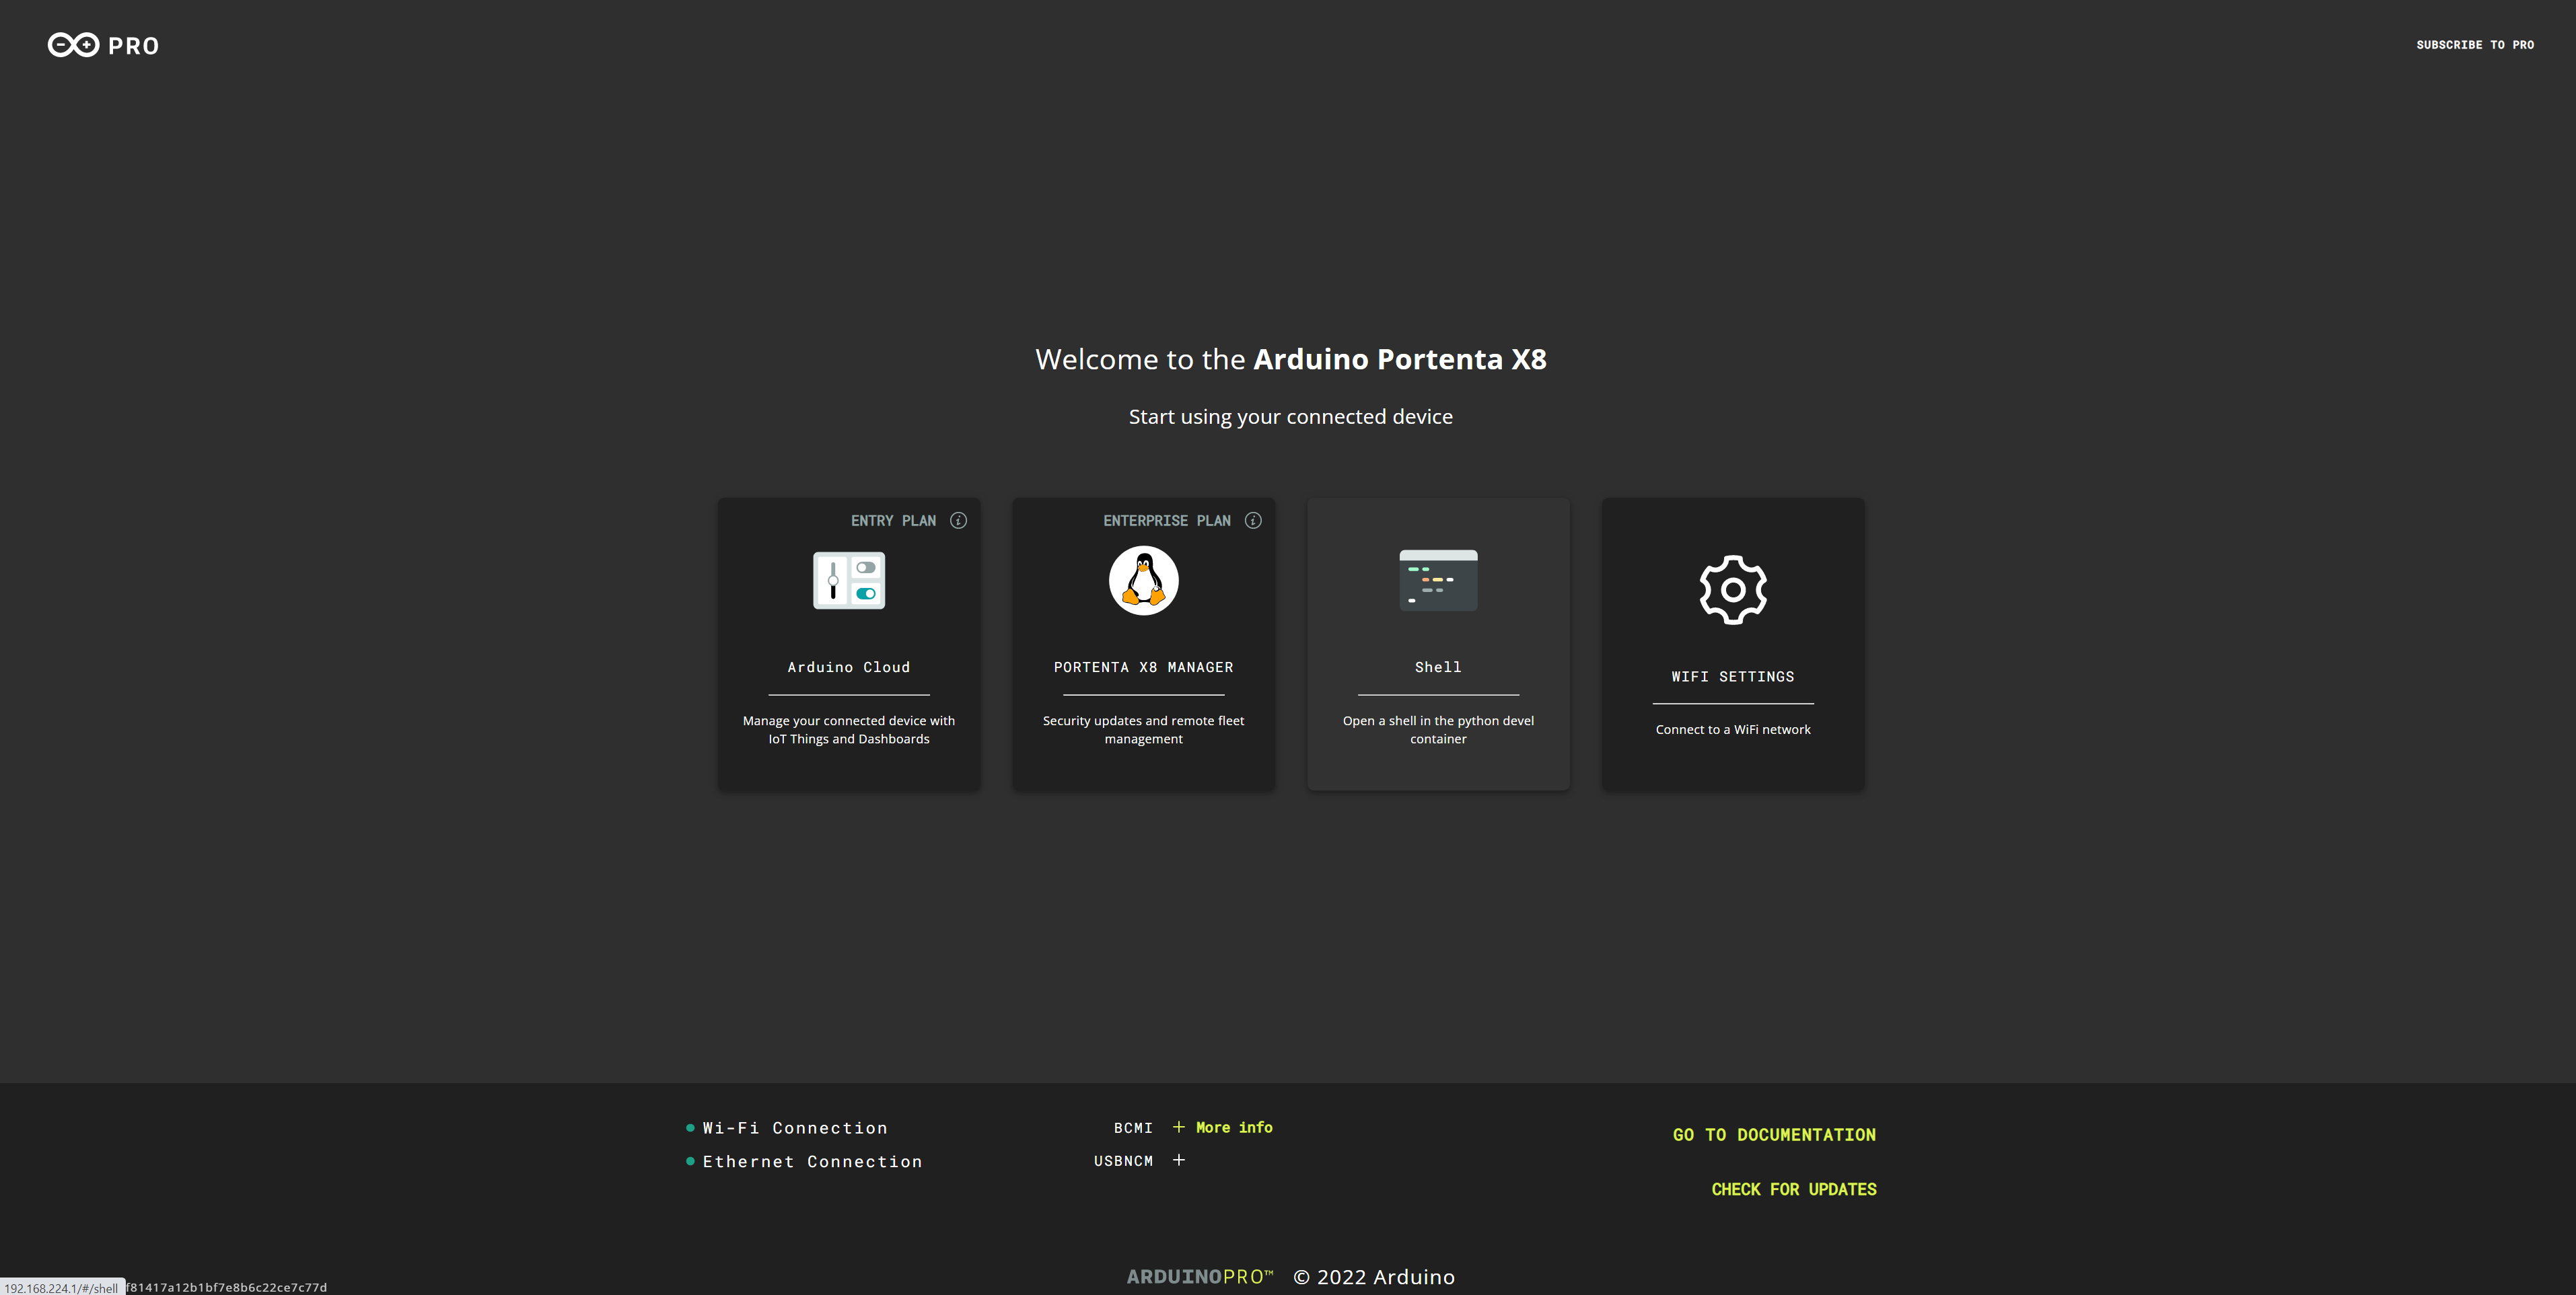 PRO
SUBSCRIBE TO PRO
Welcome to the Arduino Portenta X8
Start using your connected device
ENTRY PLAN
Arduino Cloud
Manage your connected device with
IoT Things and Dashboards
ENTERPRISE PLAN
PORTENTA X8 MANAGER
Security updates and remote fleet
management
Shell
Open a shell in the python devel
container
WIFI SETTINGS
Connect to a WiFi network
Wi-Fi Connection
BCMI + More info
Ethernet Connection
USBNCM +
GO TO DOCUMENTATION
CHECK FOR UPDATES
ARDUINOPRO™ © 2022 Arduino
192.168.224.1/#/shell f81417a12b1bf7e8b6c22ce7c77d